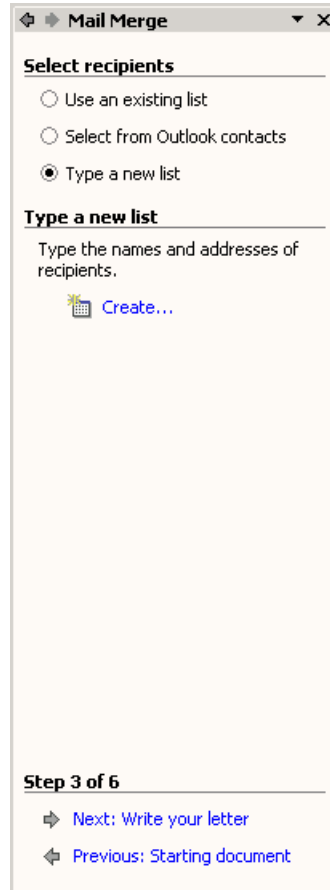 Mail Merge
Select recipients
Use an existing list
Select from Outlook contacts
Type a new list
Type a new list
Type the names and addresses of
recipients.
Create...
Step 3 of 6
Next: Write your letter
Previous: Starting document